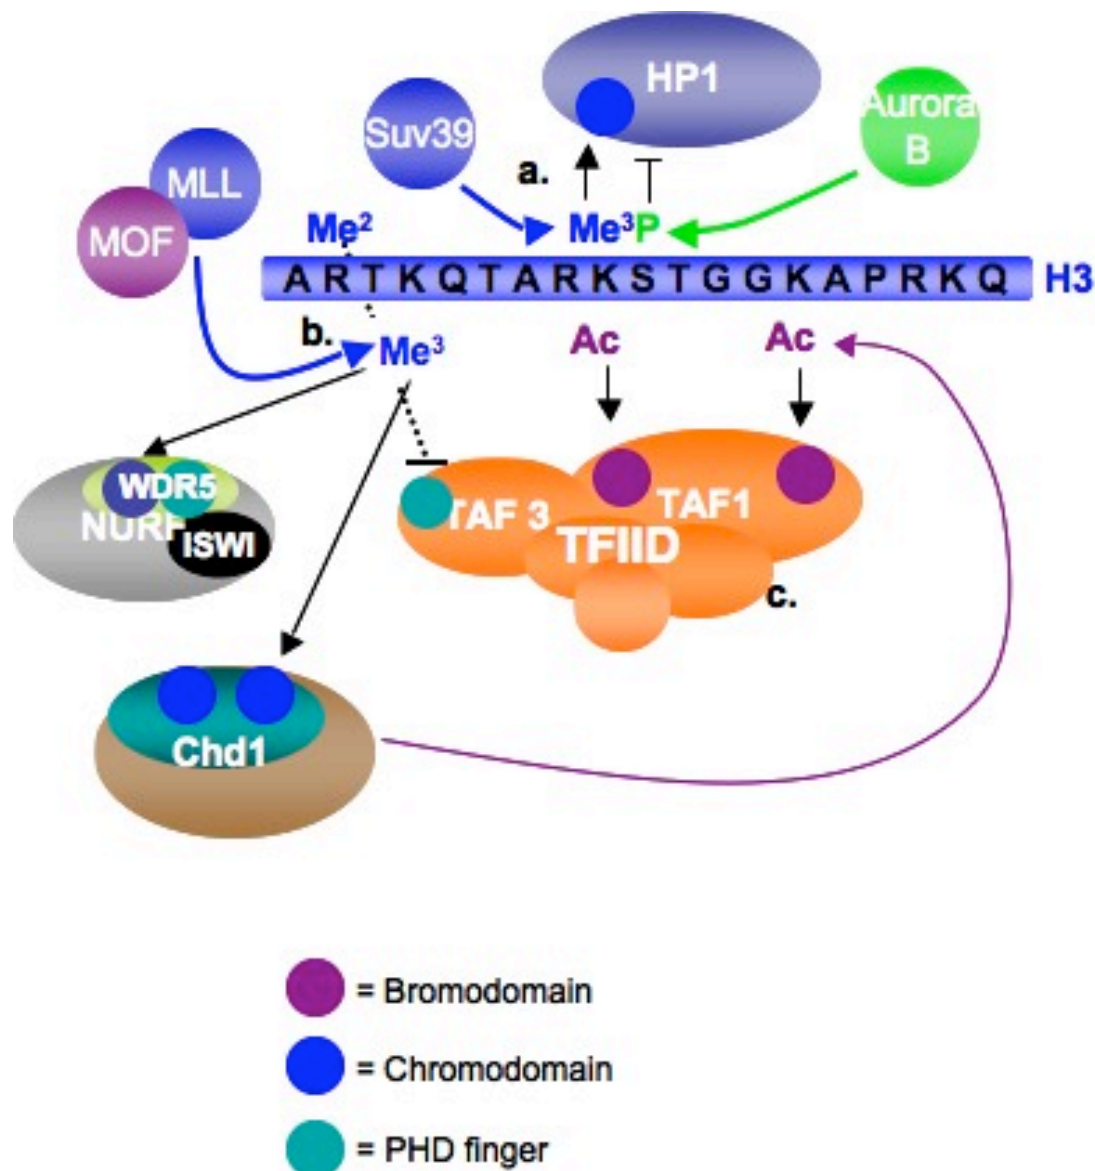 HP1
Suv39
Aurora
B
MLL
MOF
a.
Me²
Me³P
A R T K Q T A R K S T G G K A P R K Q
H3
b.
Me³
Ac
Ac
WDR5
NURF
ISWI
TAF 3
TAF1
TFIID
c.
Chd1
= Bromodomain
= Chromodomain
= PHD finger